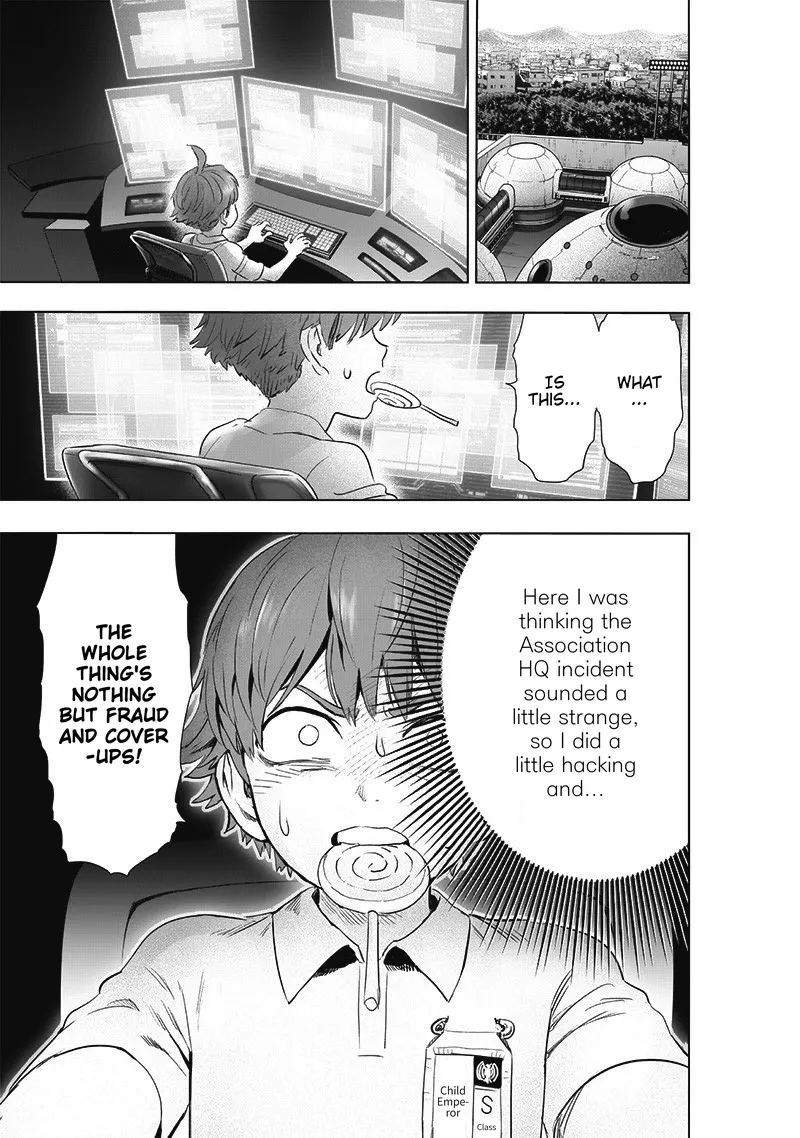 WHAT
...
IS
THIS...
Here I was
thinking the
Association
HQ incident
sounded a
little strange,
so I did a
little hacking
and...
THE
WHOLE
THING'S
NOTHING
BUT FRAUD
AND COVER
-UPS!
Child
Empe-
ror
S
Class